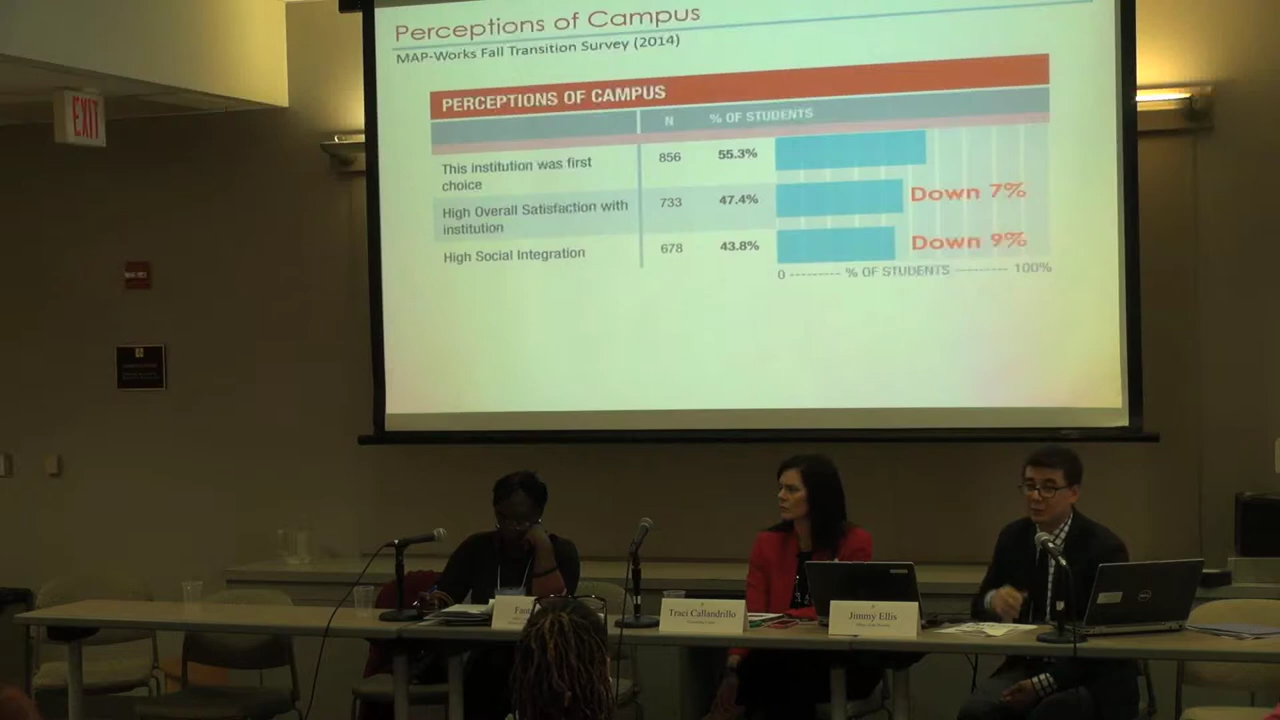 Perceptions of Campus
MAP-Works Fall Transition Survey (2014)
PERCEPTIONS OF CAMPUS
N % OF STUDENTS
This institution was first
choice
856 55.3%
High Overall Satisfaction with
institution
733 47.4% Down 7%
High Social Integration 678 43.8% Down 9%
0 --------- % OF STUDENTS ---------- 100%
EXIT
Traci Callandrillo
Jimmy Ellis
DELL